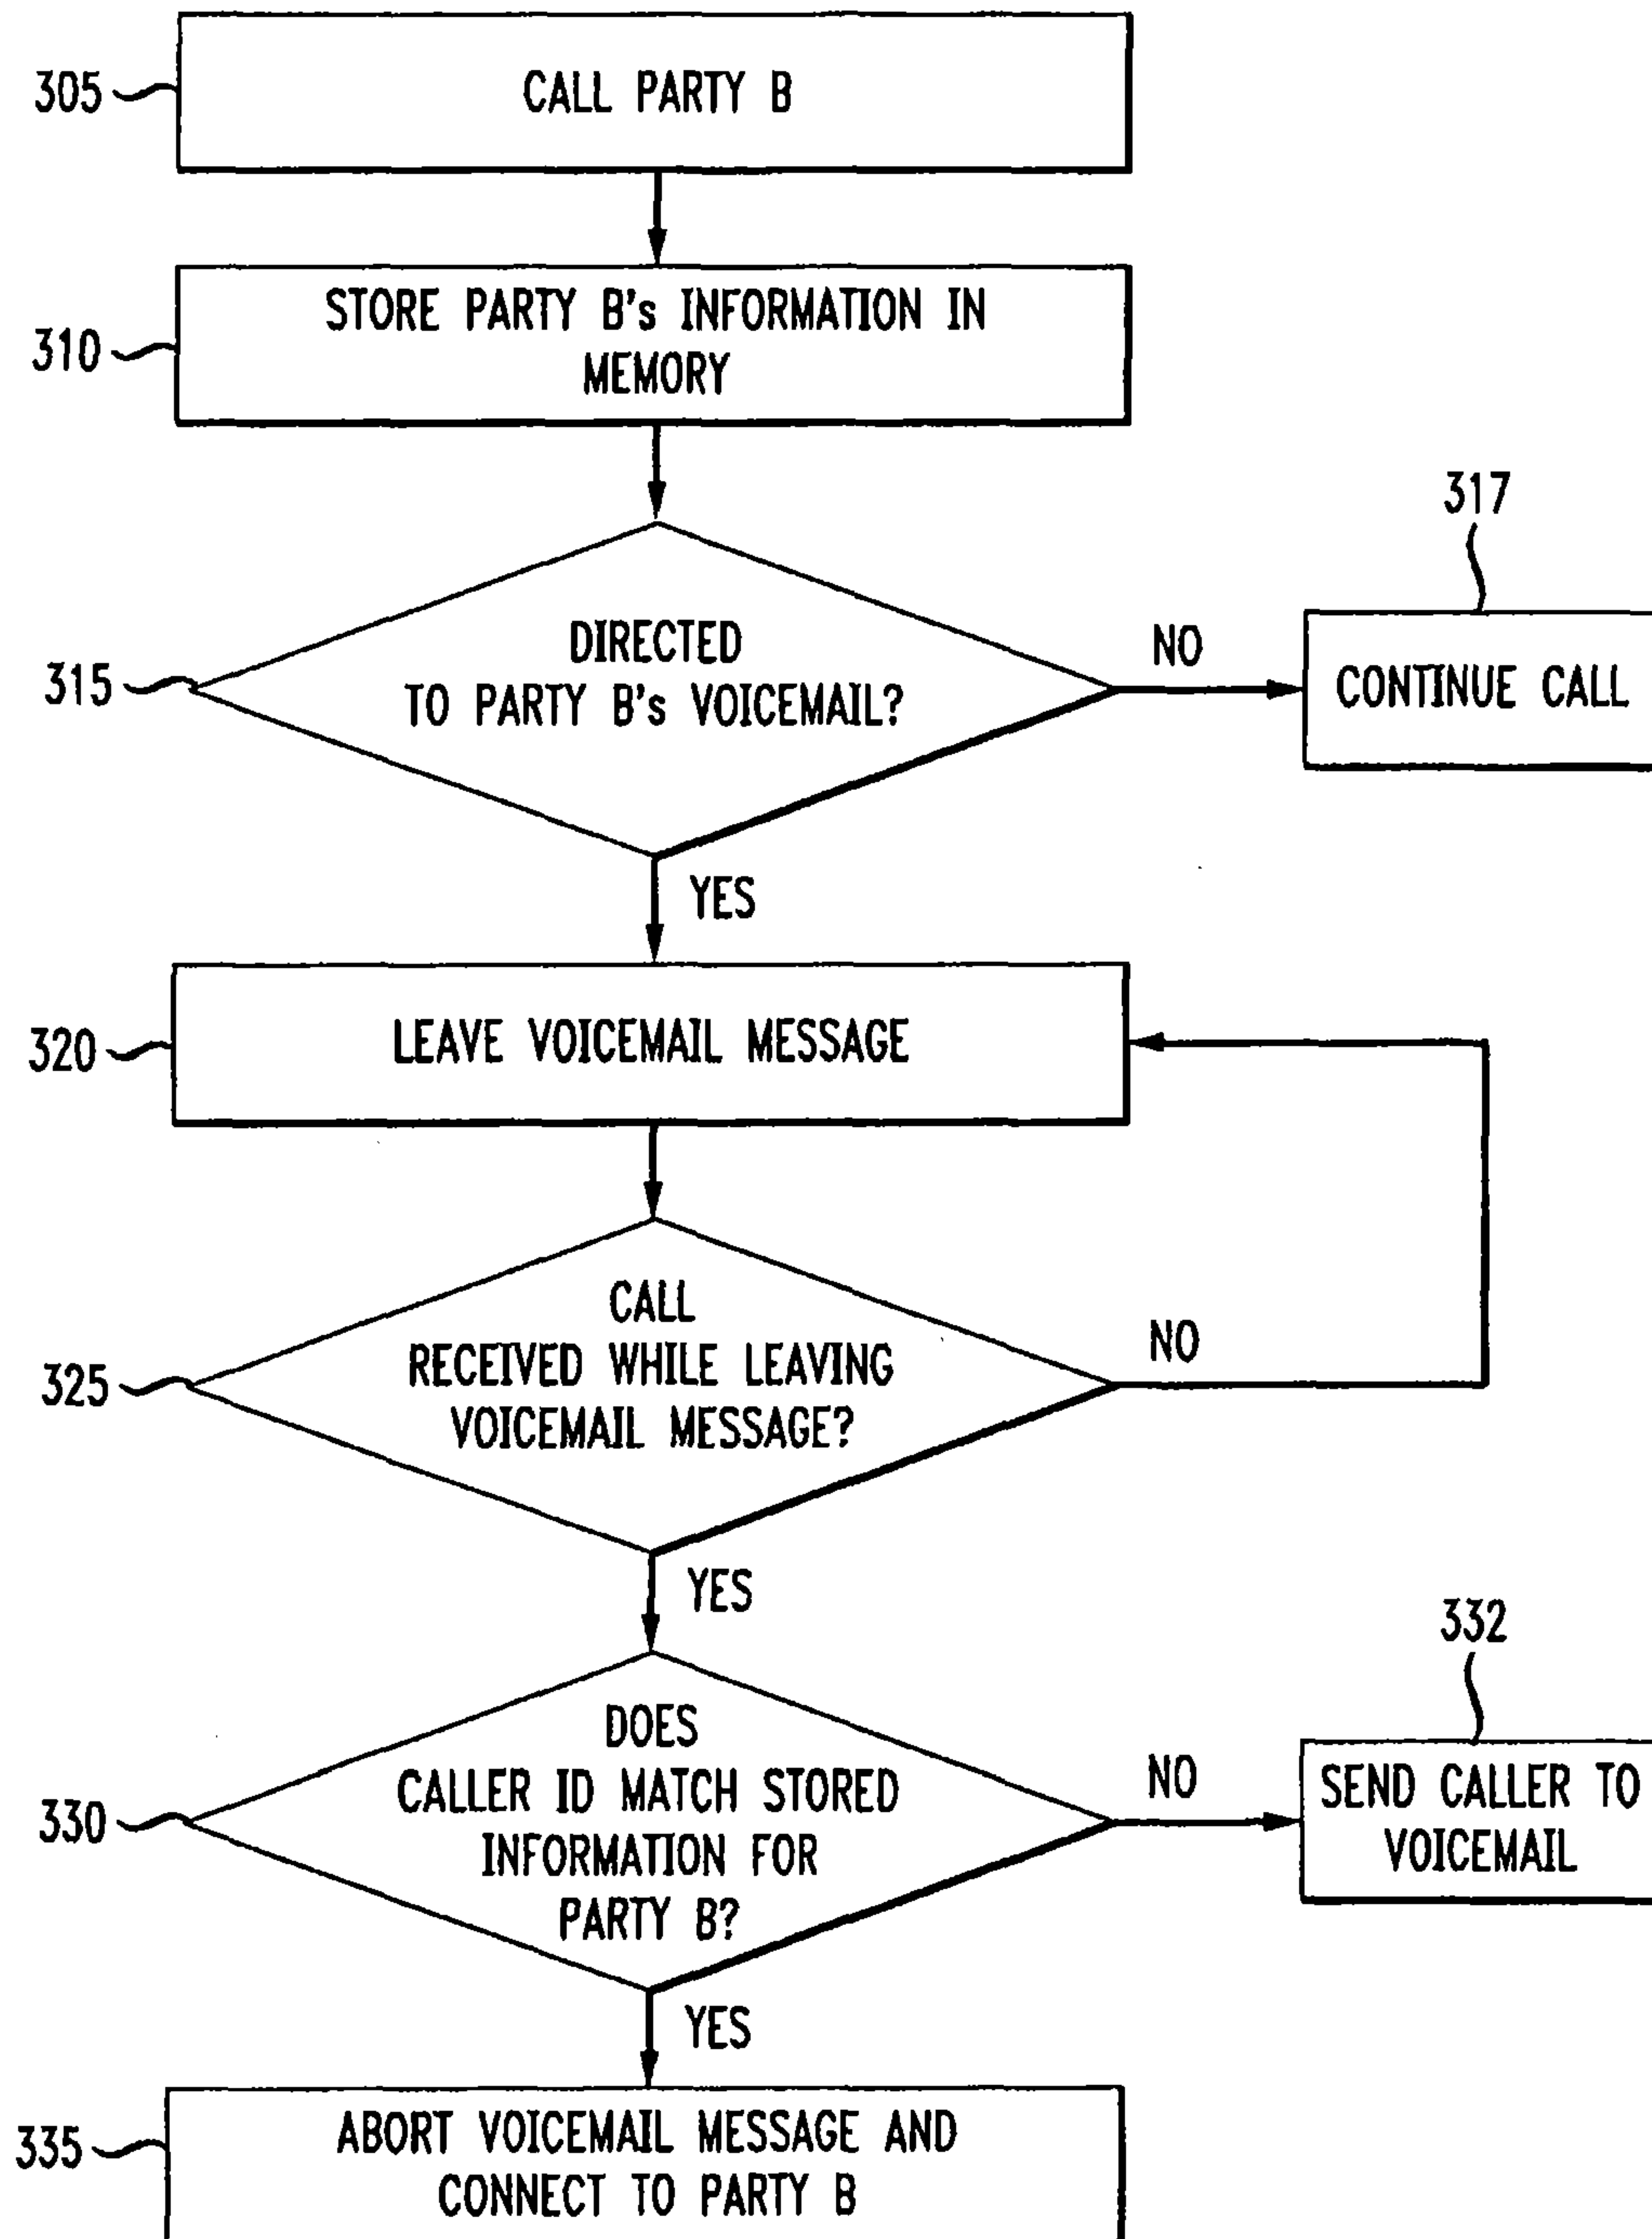 305
CALL PARTY B
310
STORE PARTY B's INFORMATION IN
MEMORY
317
315
DIRECTED
TO PARTY B's VOICEMAIL?
NO
CONTINUE CALL
YES
320
LEAVE VOICEMAIL MESSAGE
325
CALL
RECEIVED WHILE LEAVING
VOICEMAIL MESSAGE?
NO
YES
332
330
DOES
CALLER ID MATCH STORED
INFORMATION FOR
PARTY B?
NO
SEND CALLER TO
VOICEMAIL
YES
335
ABORT VOICEMAIL MESSAGE AND
CONNECT TO PARTY B